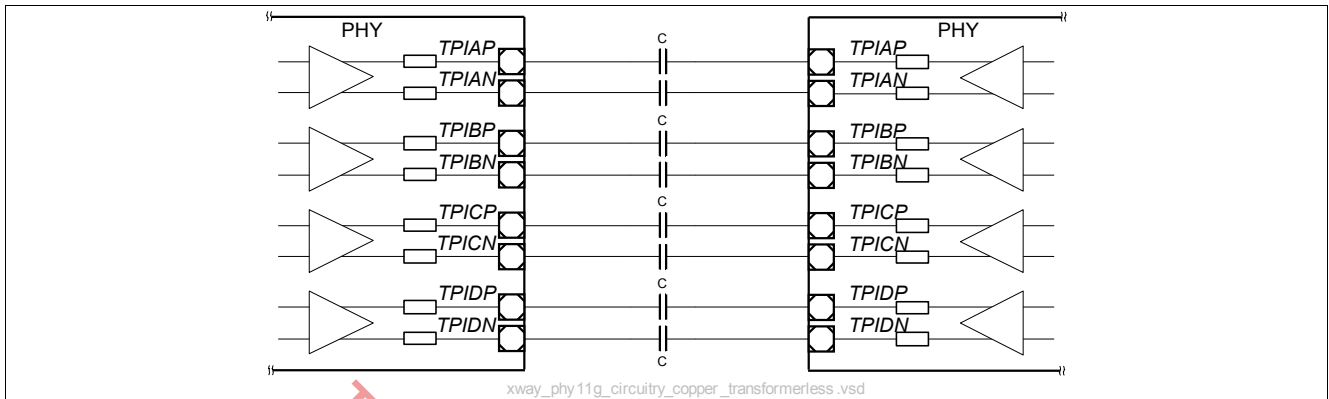 PHY
PHY
TPIAP
C
TPIAP
TPIAN
TPIAN
C
TPIBP
TPIBP
TPIBN
TPIBN
C
TPICP
TPICP
TPICN
TPICN
C
TPIDP
TPIDP
TPIDN
TPIDN
C
xway_phy11g_circuitry_copper_transformerless.vsd